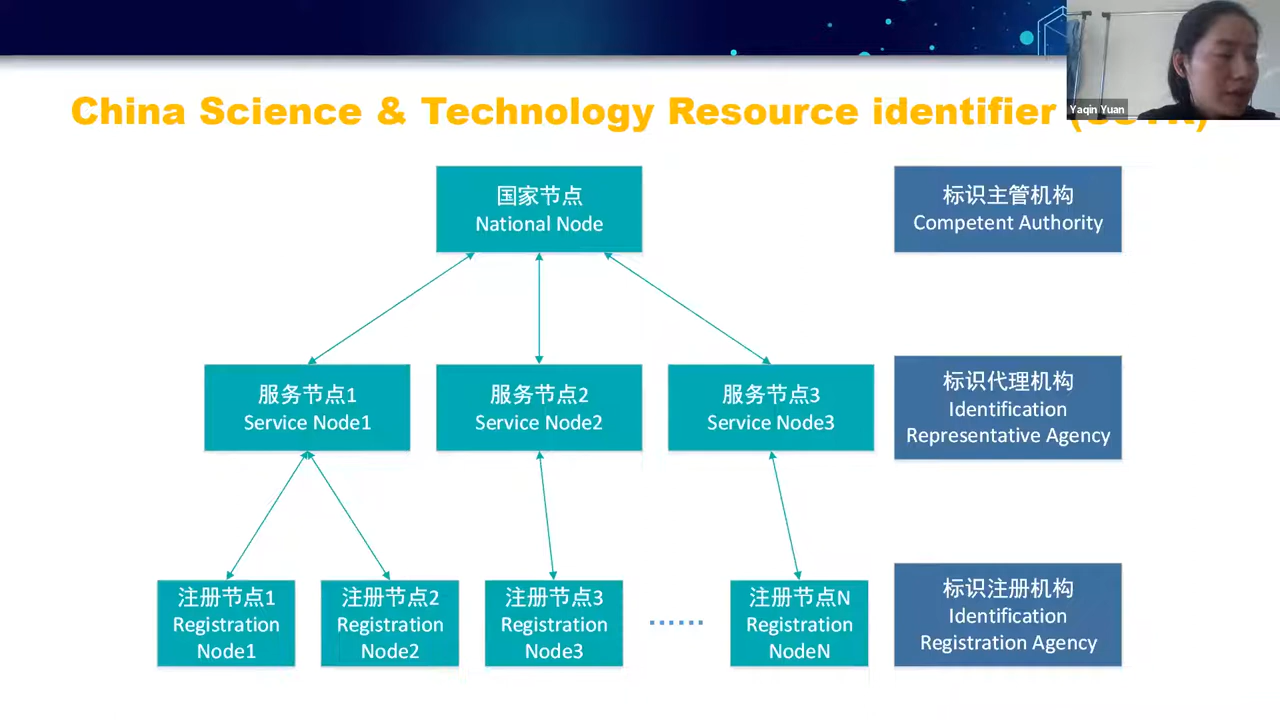 China Science & Technology Resource identifier
Yaqin Yuan
国家节点
National Node
标识主管机构
Competent Authority
服务节点1
Service Node1
服务节点2
Service Node2
服务节点3
Service Node3
标识代理机构
Identification
Representative Agency
注册节点1
Registration
Node1
注册节点2
Registration
Node2
注册节点3
Registration
Node3
......
注册节点N
Registration
NodeN
标识注册机构
Identification
Registration Agency